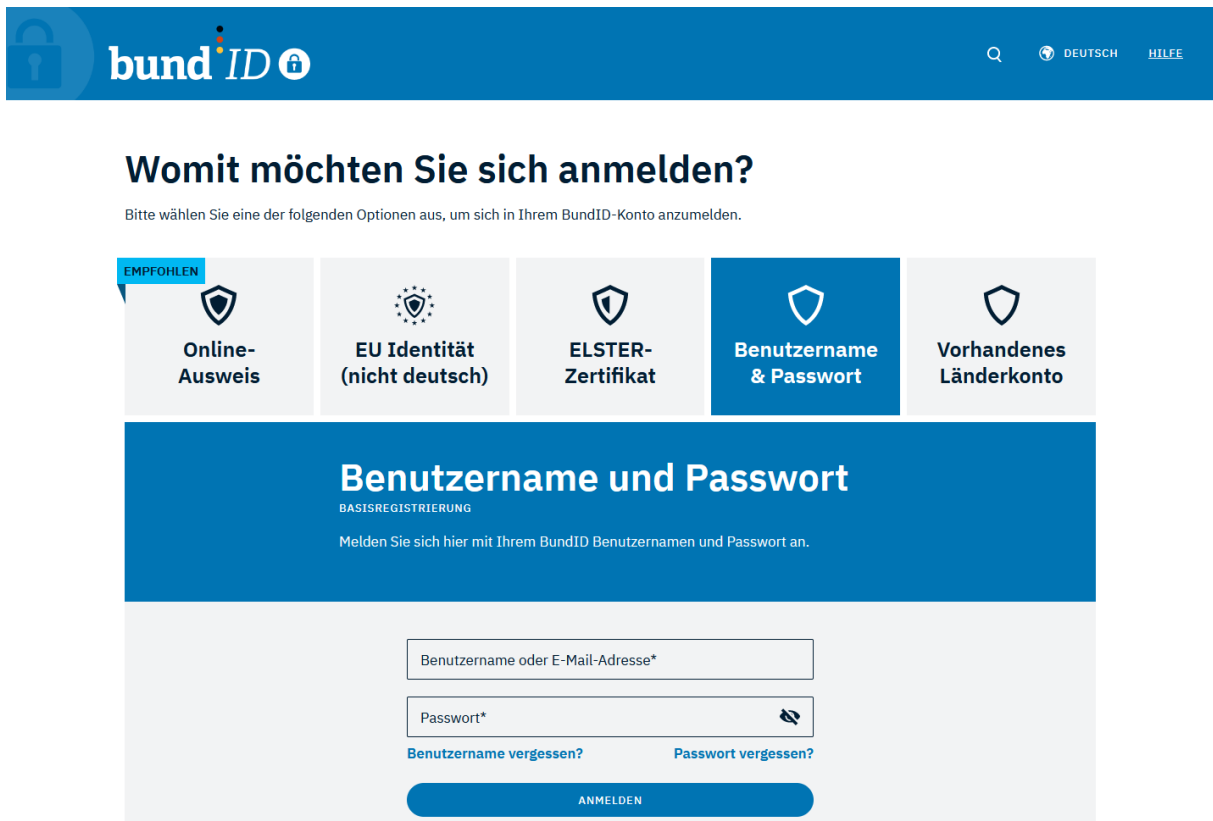 bund ID
DEUTSCH
HILFE
Womit möchten Sie sich anmelden?
Bitte wählen Sie eine der folgenden Optionen aus, um sich in Ihrem BundID-Konto anzumelden.
EMPFOHLEN
Online-
Ausweis
EU Identität
(nicht deutsch)
ELSTER-
Zertifikat
Benutzername
& Passwort
Vorhandenes
Länderkonto
Benutzername und Passwort
BASISREGISTRIERUNG
Melden Sie sich hier mit Ihrem BundID Benutzernamen und Passwort an.
Benutzername oder E-Mail-Adresse*
Passwort*
Benutzername vergessen?
Passwort vergessen?
ANMELDEN